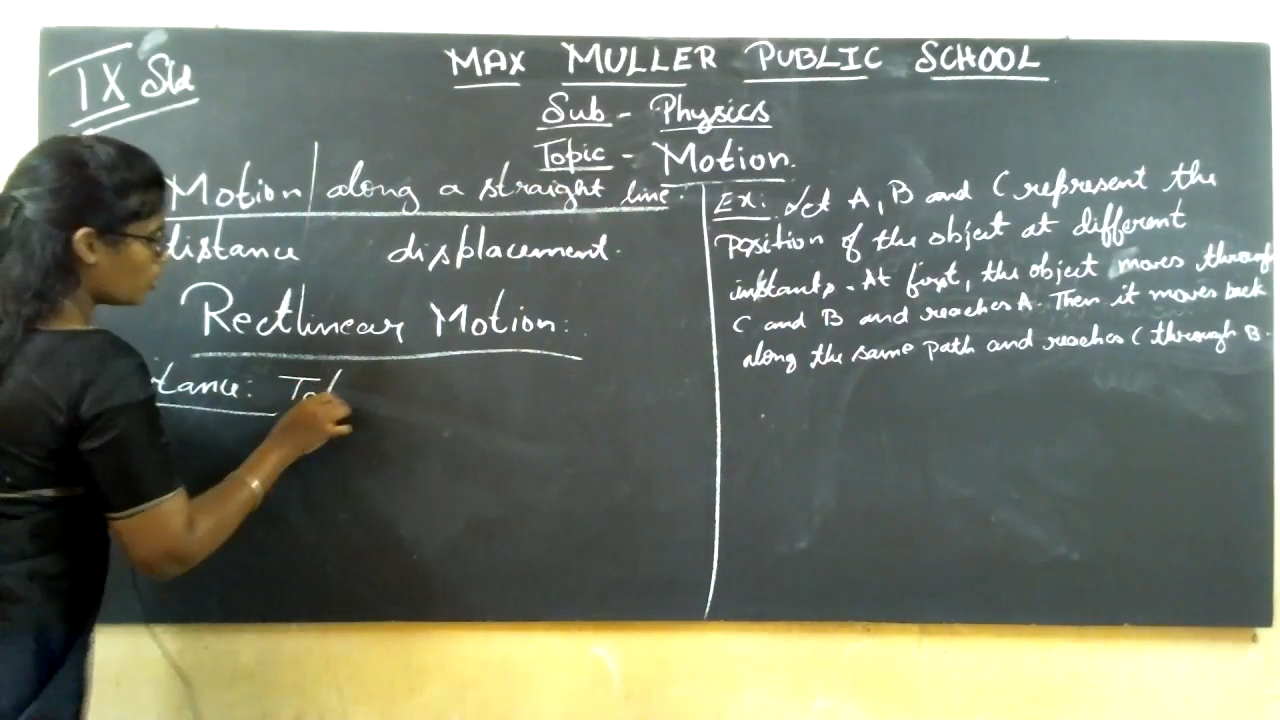 IX Std
MAX MULLER PUBLIC SCHOOL
Sub - Physics
Topic - Motion.
Motion along a straight line.
distance displacement.
Rectlinear Motion:
tance: Tot
Ex: Let A, B and C represent the
position of the object at different
instants. At first, the object moves through
C and B and reaches A. Then it moves back
along the same path and reaches C through B.